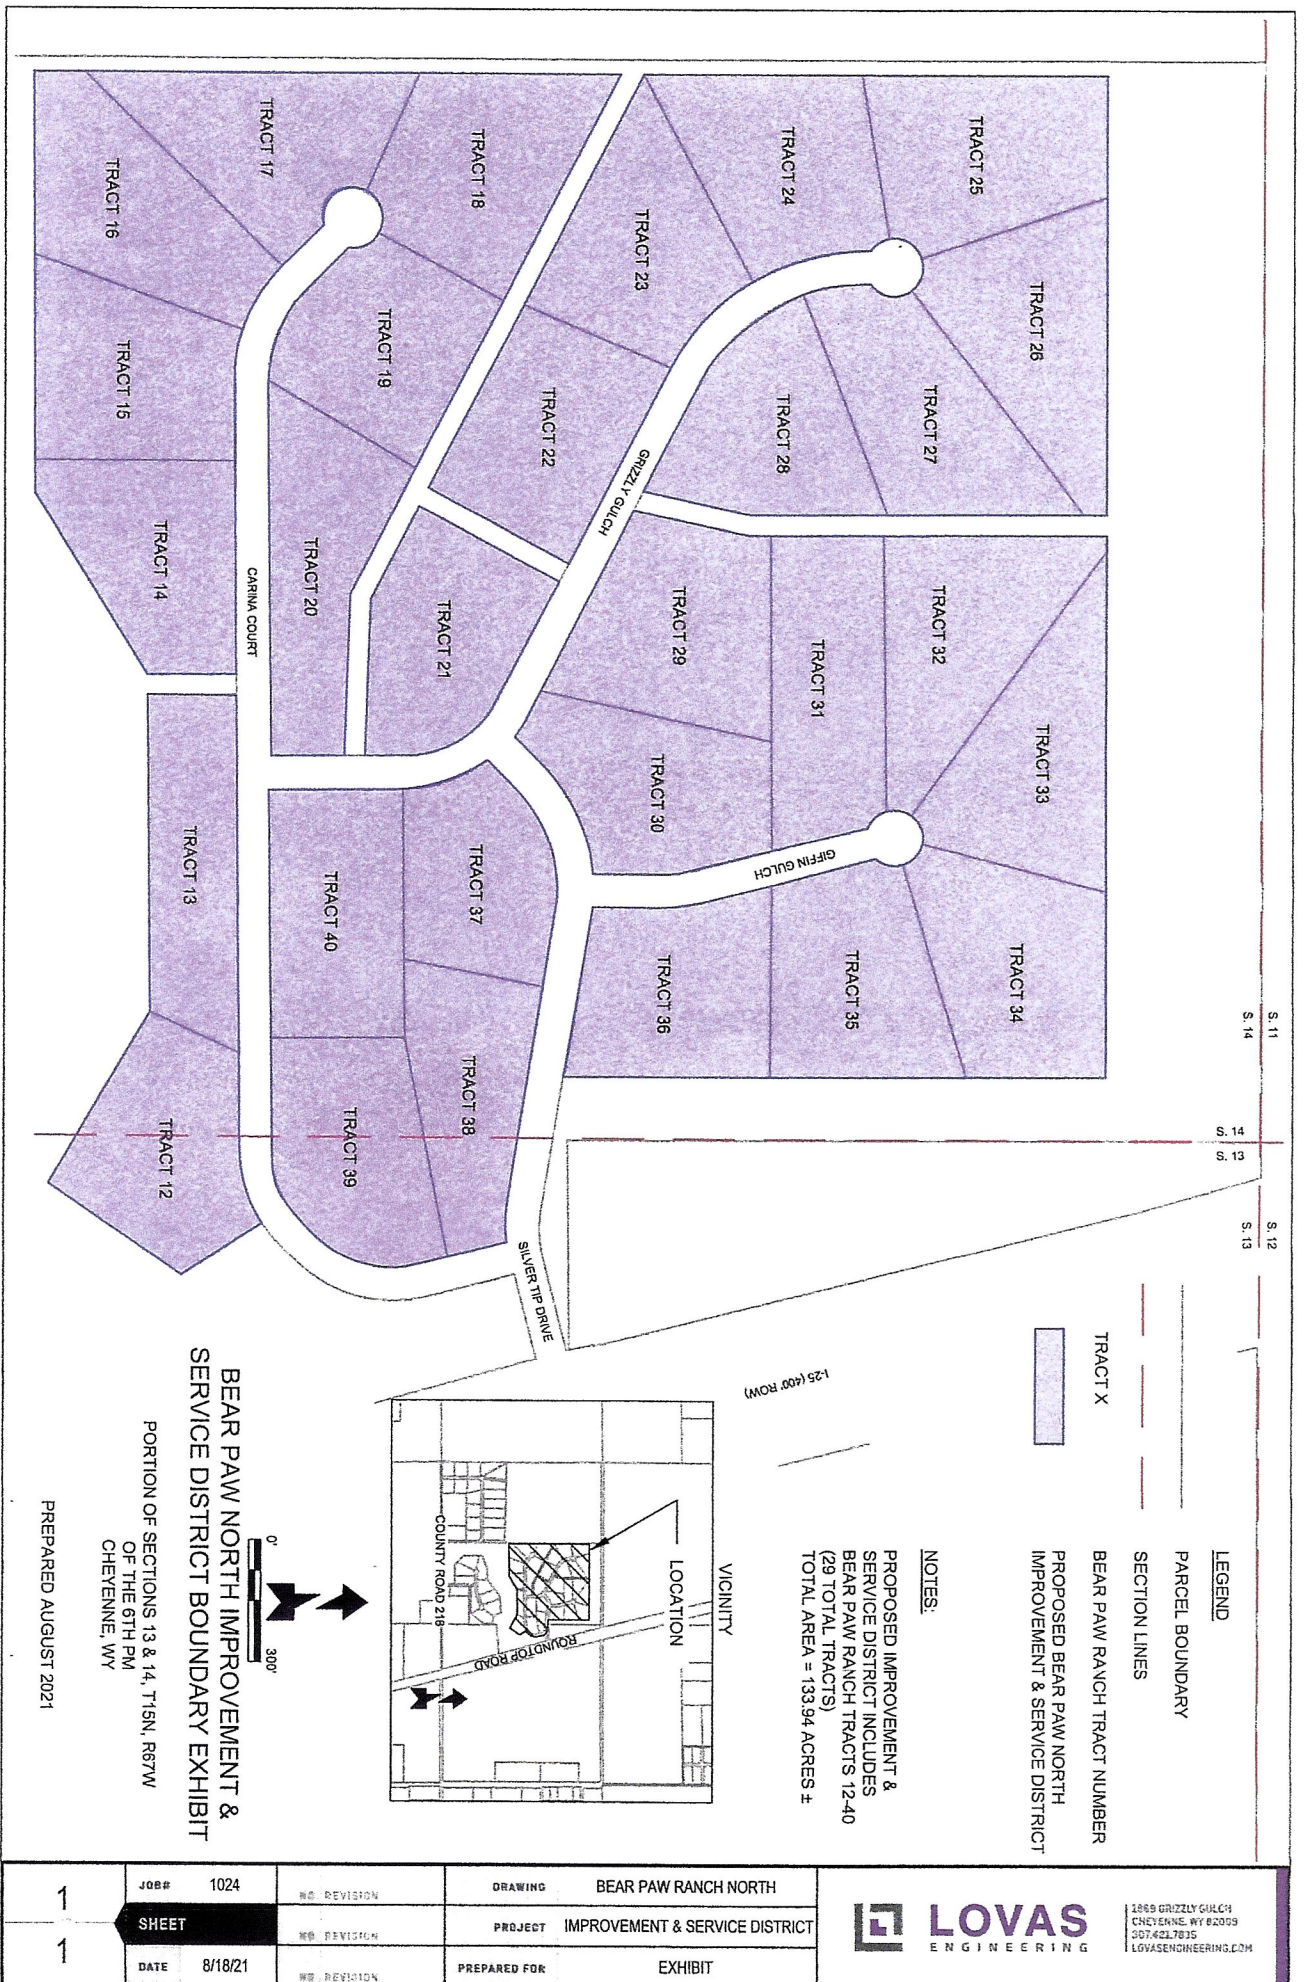 TRACT 25
TRACT 26
TRACT 24
TRACT 27
TRACT 23
TRACT 28
TRACT 18
TRACT 22
TRACT 17
TRACT 19
TRACT 16
TRACT 15
TRACT 14
TRACT 20
TRACT 21
TRACT 29
TRACT 31
TRACT 32
TRACT 33
TRACT 30
TRACT 34
TRACT 35
TRACT 36
TRACT 37
TRACT 40
TRACT 13
TRACT 38
TRACT 39
TRACT 12
GRIZZLY GULCH
CARINA COURT
GIFFIN GULCH
SILVER TIP DRIVE
I-25 (400' ROW)
S. 11
S. 14
S. 14
S. 13
S. 12
S. 13
LEGEND
PARCEL BOUNDARY
SECTION LINES
TRACT X
BEAR PAW RANCH TRACT NUMBER
PROPOSED BEAR PAW NORTH
IMPROVEMENT & SERVICE DISTRICT
NOTES:
PROPOSED IMPROVEMENT &
SERVICE DISTRICT INCLUDES
BEAR PAW RANCH TRACTS 12-40
(29 TOTAL TRACTS)
TOTAL AREA = 133.94 ACRES ±
VICINITY
LOCATION
ROUNDTOP ROAD
COUNTY ROAD 218
0'
300'
BEAR PAW NORTH IMPROVEMENT &
SERVICE DISTRICT BOUNDARY EXHIBIT
PORTION OF SECTIONS 13 & 14, T15N, R67W
OF THE 6TH PM
CHEYENNE, WY
PREPARED AUGUST 2021
1
1
JOB# 1024
SHEET
DATE 8/18/21
NO. REVISION
NO. REVISION
NO. REVISION
DRAWING BEAR PAW RANCH NORTH
PROJECT IMPROVEMENT & SERVICE DISTRICT
PREPARED FOR EXHIBIT
LOVAS
ENGINEERING
1869 GRIZZLY GULCH
CHEYENNE, WY 82009
307.421.7835
LOVASENGINEERING.COM